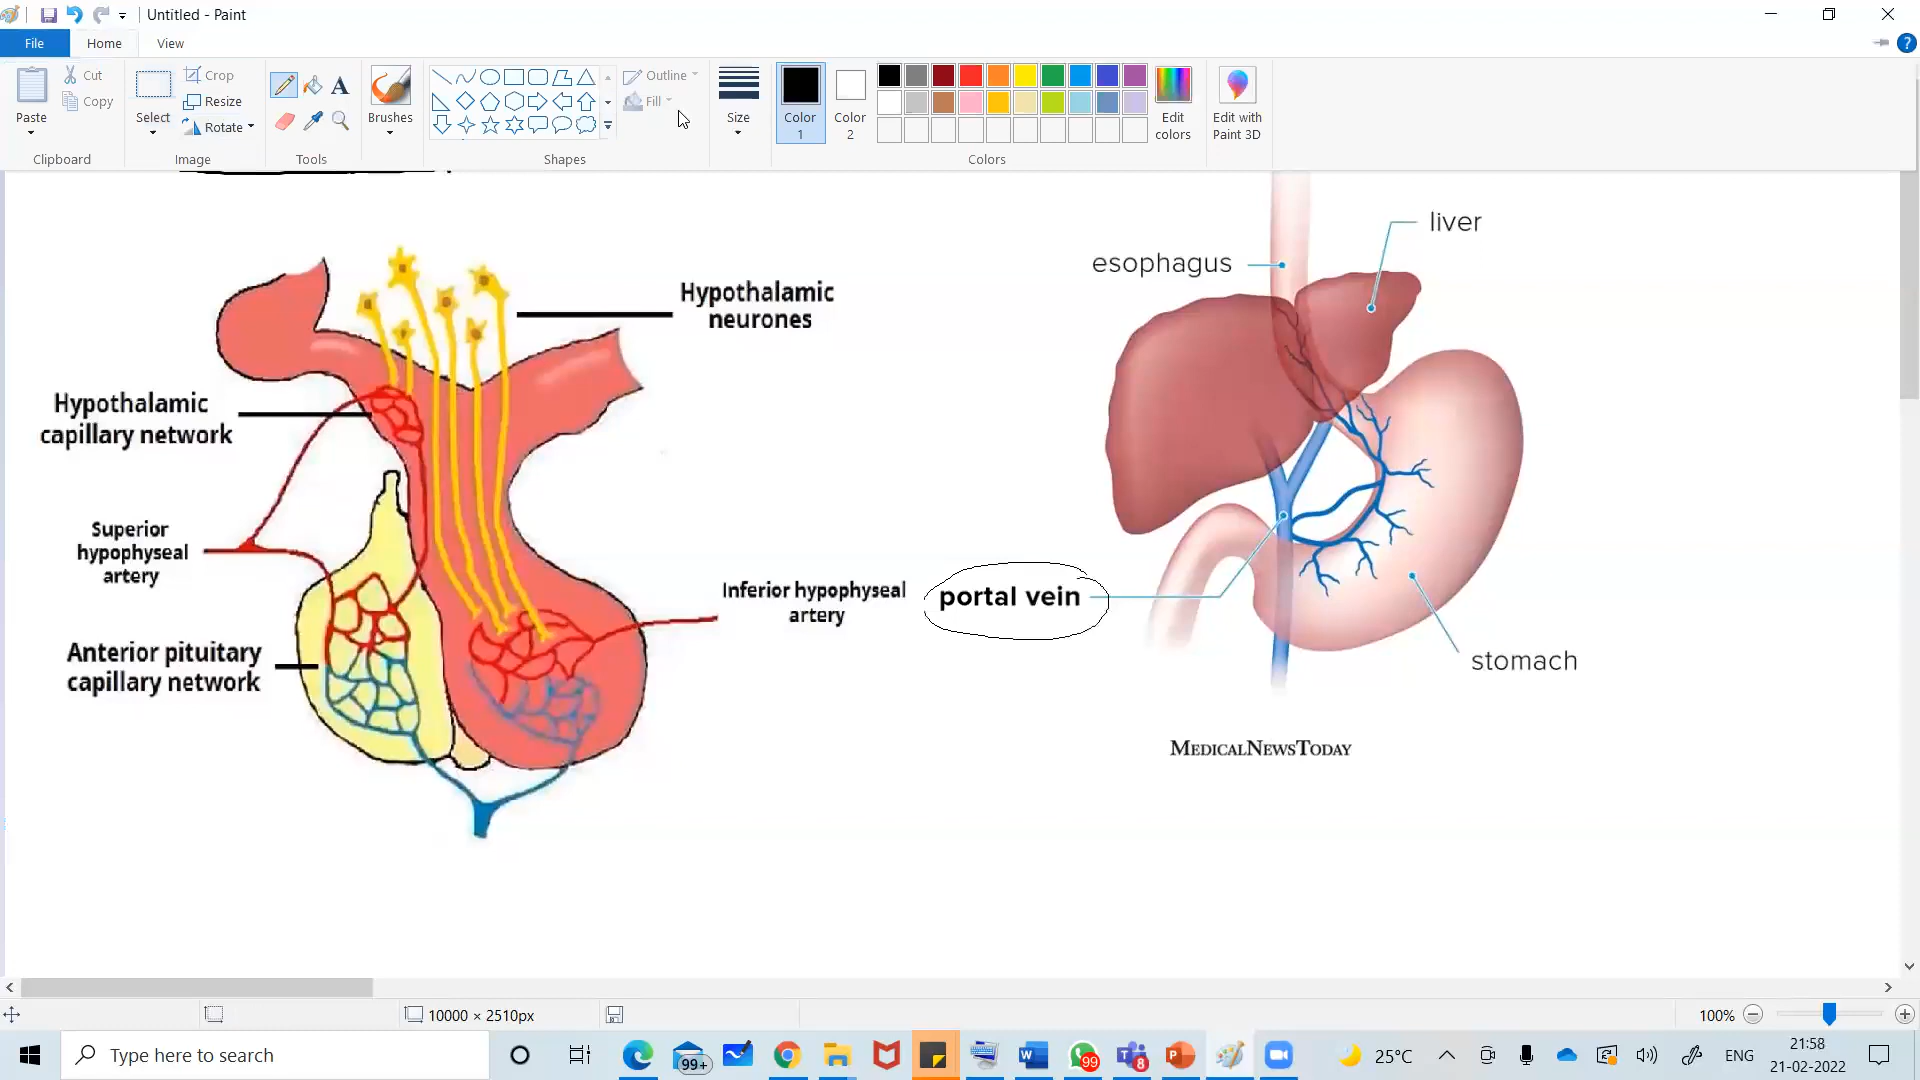 Untitled - Paint
File
Home
View
Paste
Cut
Copy
Clipboard
Select
Crop
Resize
Rotate
Image
Tools
Brushes
Shapes
Outline
Fill
Size
Color
1
Color
2
Colors
Edit
colors
Edit with
Paint 3D
Hypothalamic
neurones
Hypothalamic
capillary network
Superior
hypophyseal
artery
Anterior pituitary
capillary network
Inferior hypophyseal
artery
liver
esophagus
portal vein
stomach
MEDICALNEWSTODAY
10000 × 2510px
100%
Type here to search
99+
99
8
25°C
ENG
21:58
21-02-2022